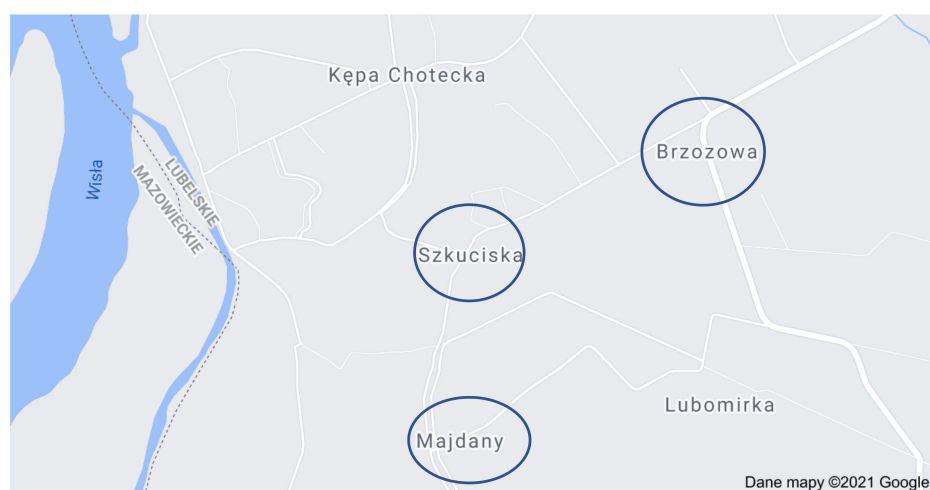 Kępa Chotecka
Brzozowa
Wisła
LUBELSKIE
MAZOWIECKIE
Szkuciska
Lubomirka
Majdany
Dane mapy ©2021 Google